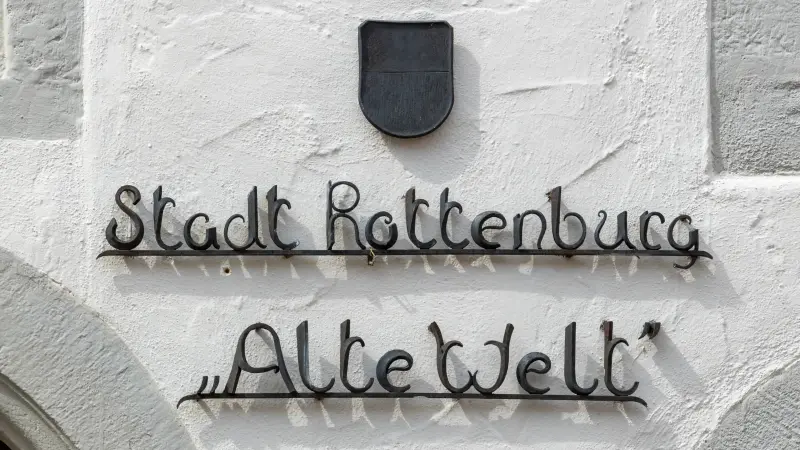 Stadt Rottenburg
„Alte Welt”